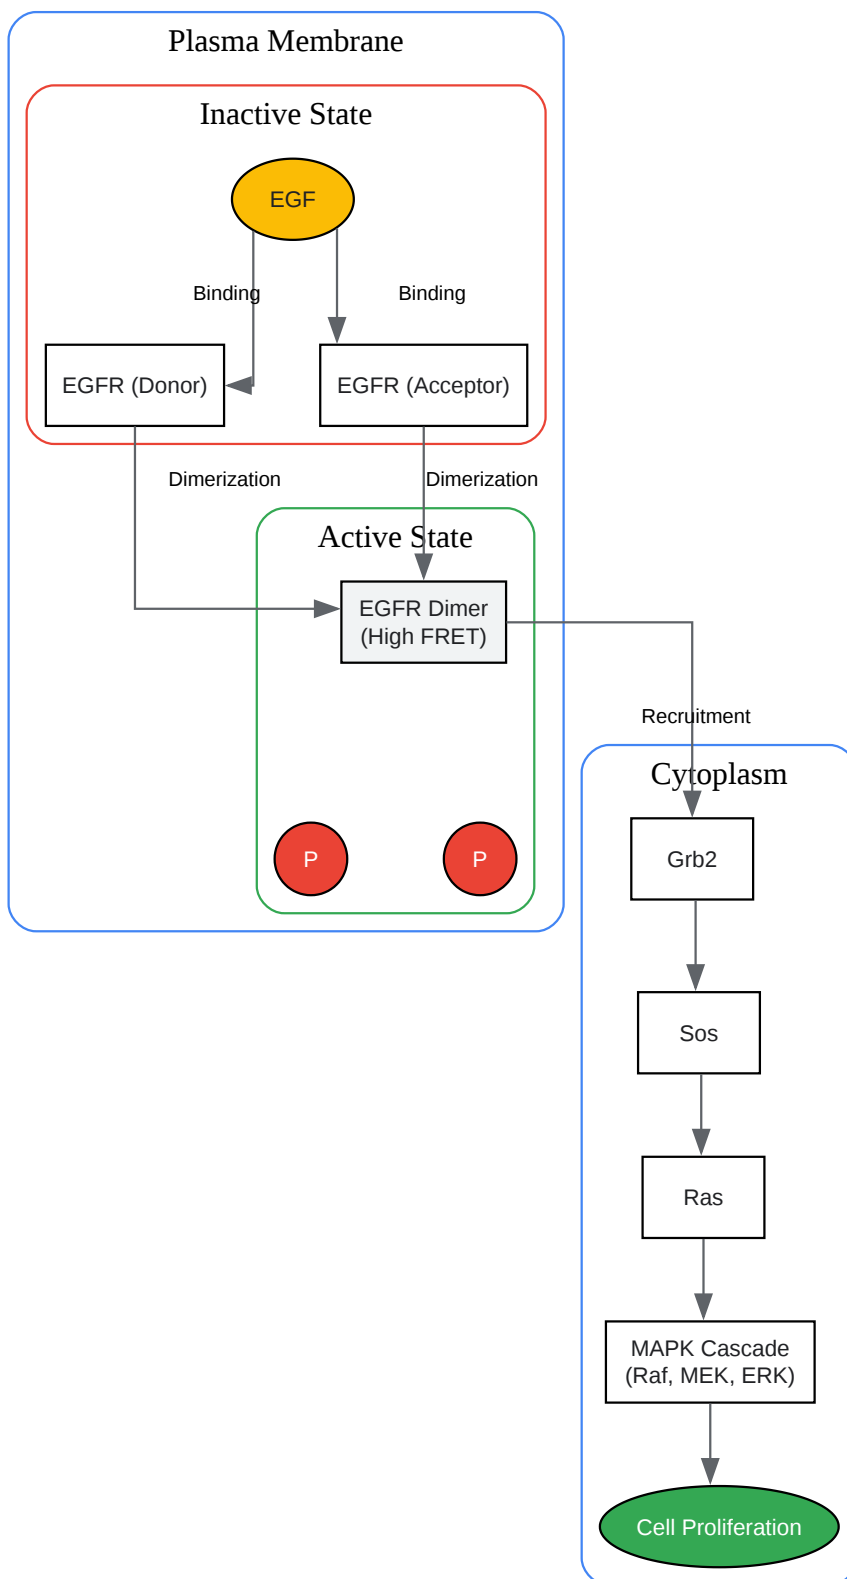 Plasma Membrane
Inactive State
EGF
Binding
Binding
EGFR (Donor)
EGFR (Acceptor)
Dimerization
Dimerization
Active State
EGFR Dimer
(High FRET)
Recruitment
Cytoplasm
P
P
Grb2
Sos
Ras
MAPK Cascade
(Raf, MEK, ERK)
Cell Proliferation